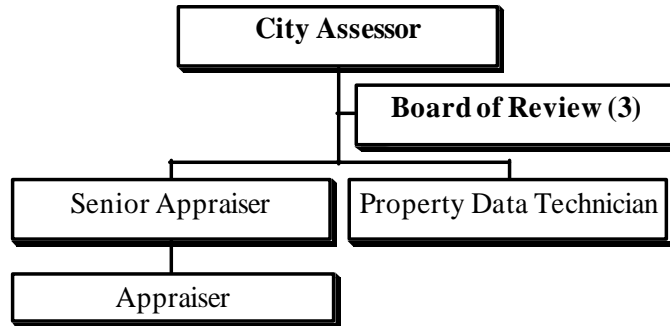 City Assessor
Board of Review (3)
Senior Appraiser
Property Data Technician
Appraiser